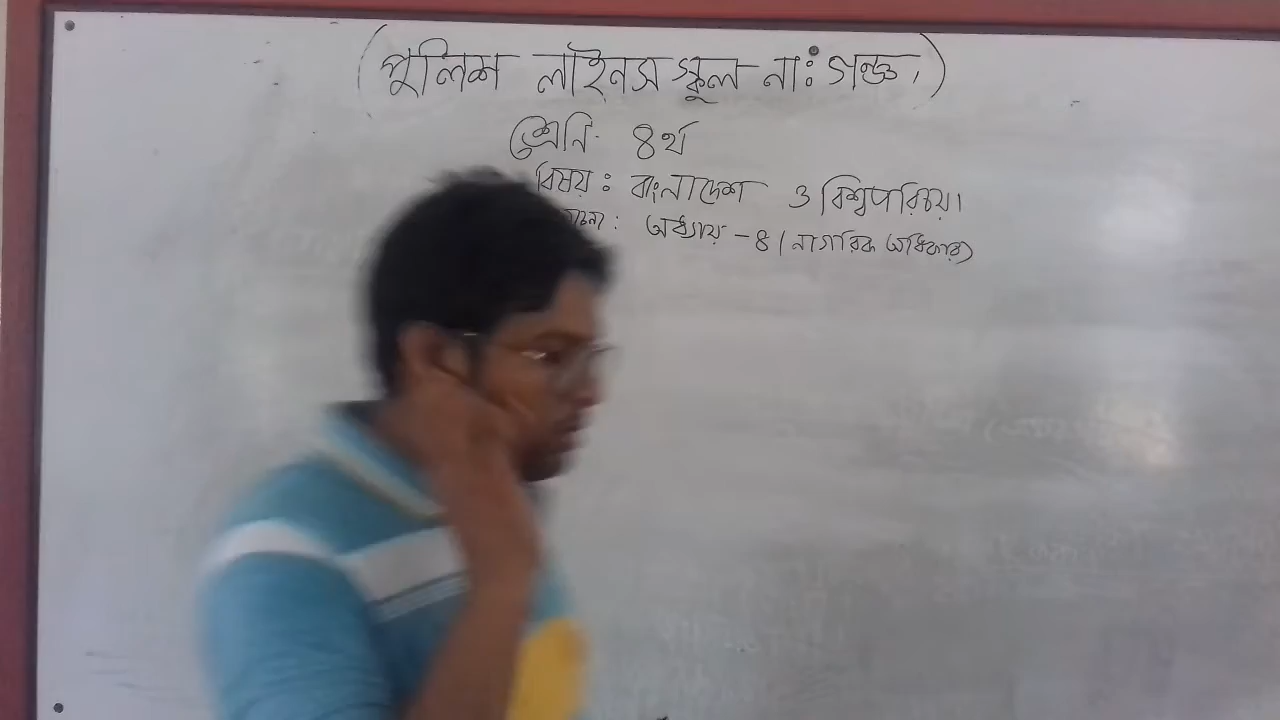 (পুলিশ লাইনস স্কুল না: গঞ্জ।)
শ্রেনি- ৪র্থ
বিষয় : বাংলাদেশ ও বিশ্বপরিচয়।
অধ্যায় - ৪ (নাগরিক অধিকার)